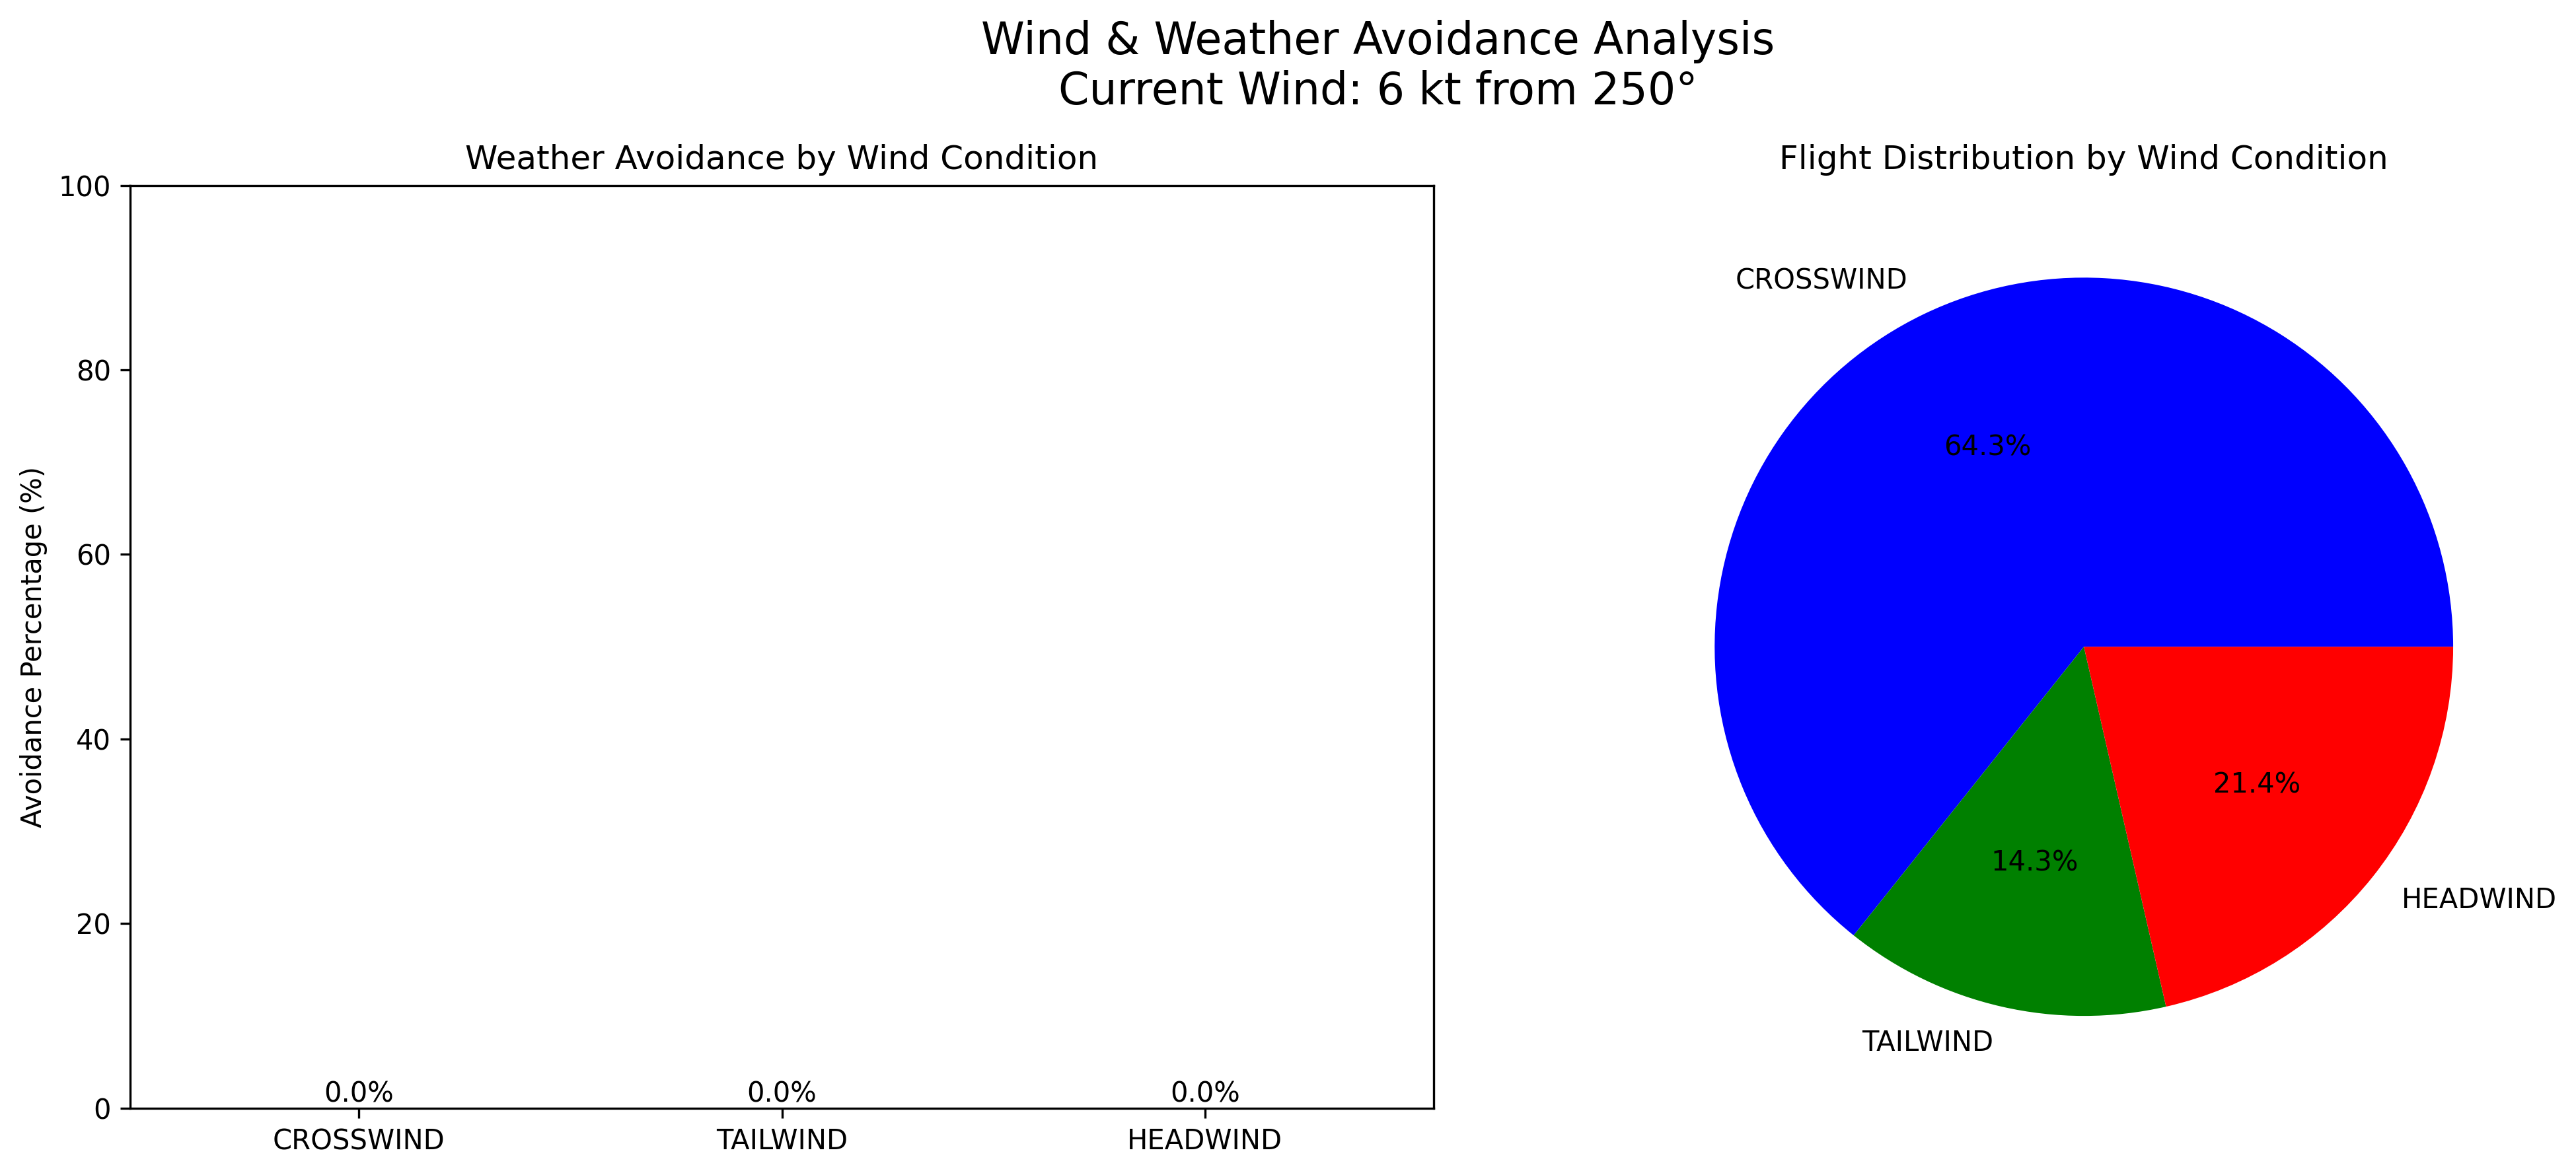 Wind & Weather Avoidance Analysis
Current Wind: 6 kt from 250°
Weather Avoidance by Wind Condition
100
80
60
40
20
0
Avoidance Percentage (%)
0.0%
0.0%
0.0%
CROSSWIND
TAILWIND
HEADWIND
Flight Distribution by Wind Condition
CROSSWIND
64.3%
21.4%
14.3%
HEADWIND
TAILWIND